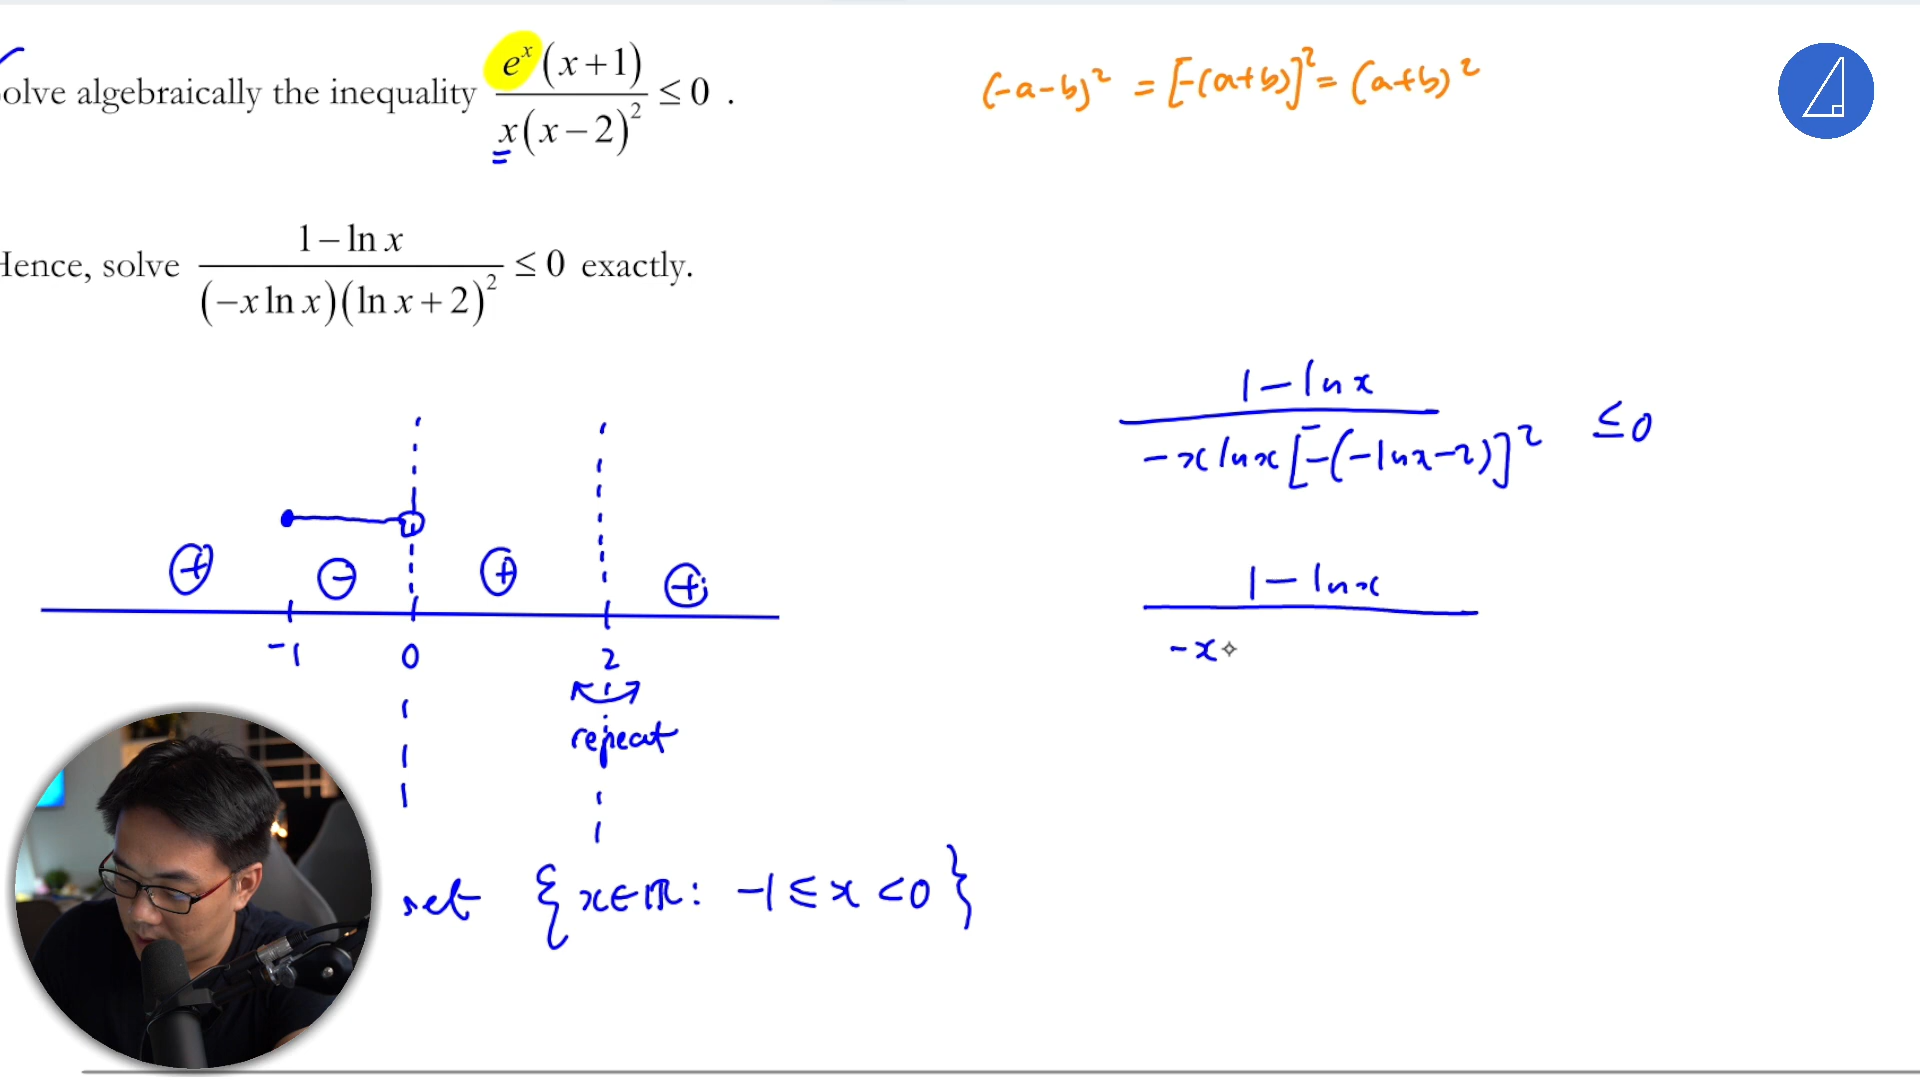 olve algebraically the inequality e^x(x+1) / x(x−2)^2 ≤ 0 .
(-a-b)^2 = [-(a+b)]^2 = (a+b)^2
Hence, solve 1−ln x / (−x ln x)(ln x+2)^2 ≤ 0 exactly.
1 − ln x / −x ln x [−(−ln x −2)]^2 ≤ 0
+ − + +
-1 0 2
repeat
1 − ln x / −x
set {x∈ℝ: −1 ≤ x < 0}